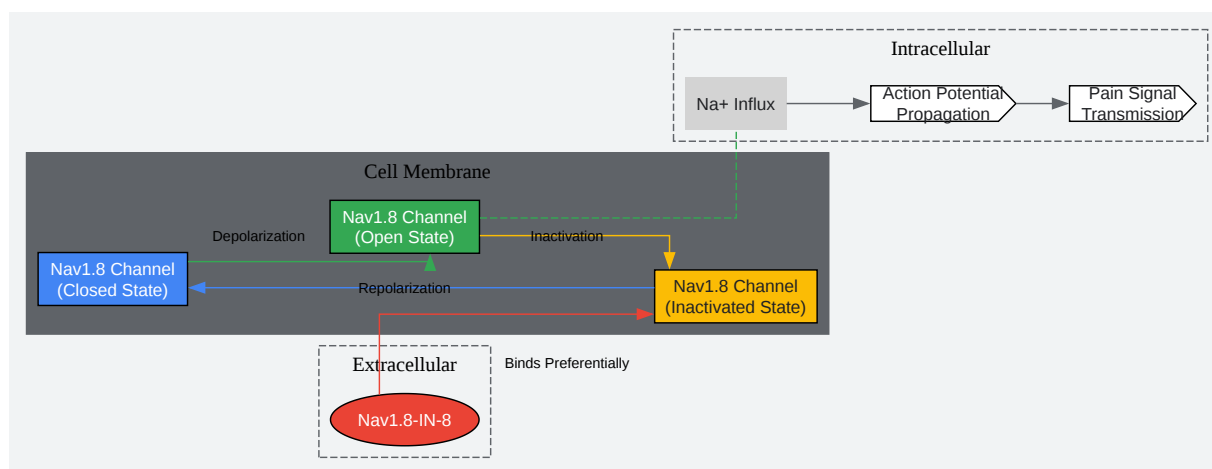 Intracellular
Na+ Influx
Action Potential
Propagation
Pain Signal
Transmission
Cell Membrane
Nav1.8 Channel
(Open State)
Depolarization
Inactivation
Nav1.8 Channel
(Closed State)
Repolarization
Nav1.8 Channel
(Inactivated State)
Extracellular
Binds Preferentially
Nav1.8-IN-8